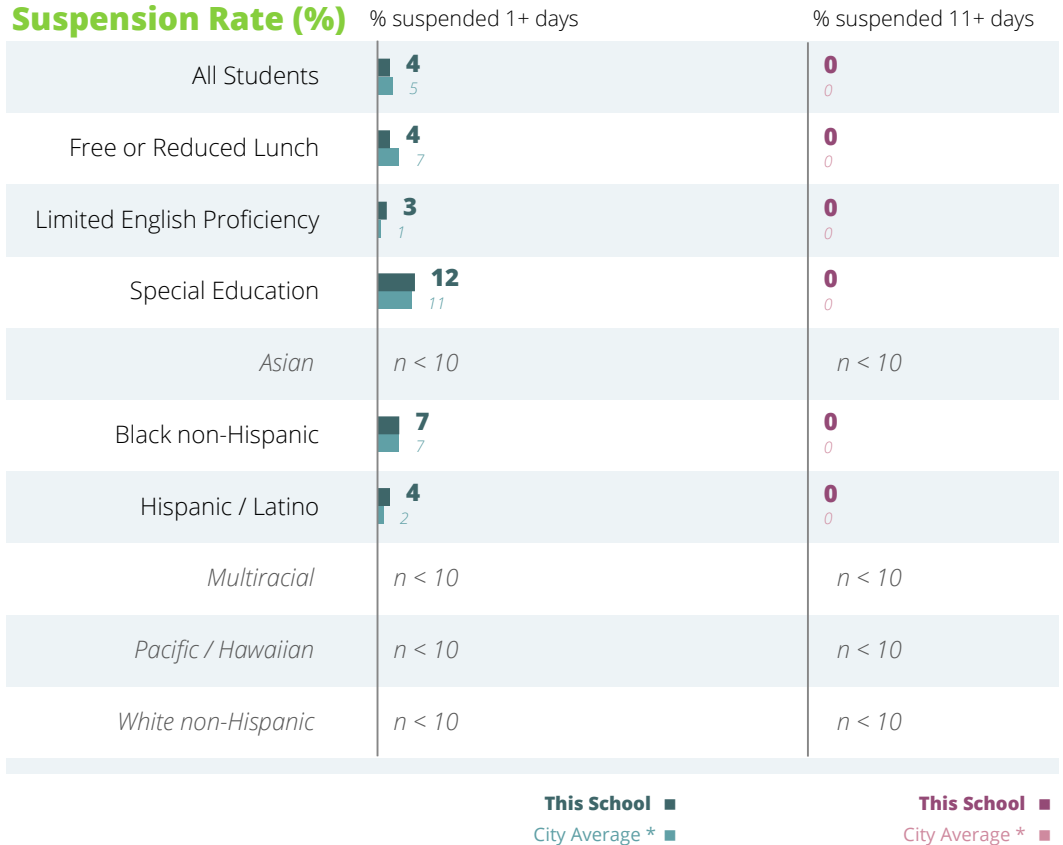 Suspension Rate (%) % suspended 1+ days % suspended 11+ days
All Students 4 0
5 0
Free or Reduced Lunch 4 0
7 0
Limited English Proficiency 3 0
1 0
Special Education 12 0
11 0
Asian n < 10 n < 10
Black non-Hispanic 7 0
7 0
Hispanic / Latino 4 0
2 0
Multiracial n < 10 n < 10
Pacific / Hawaiian n < 10 n < 10
White non-Hispanic n < 10 n < 10
This School This School
City Average * City Average *